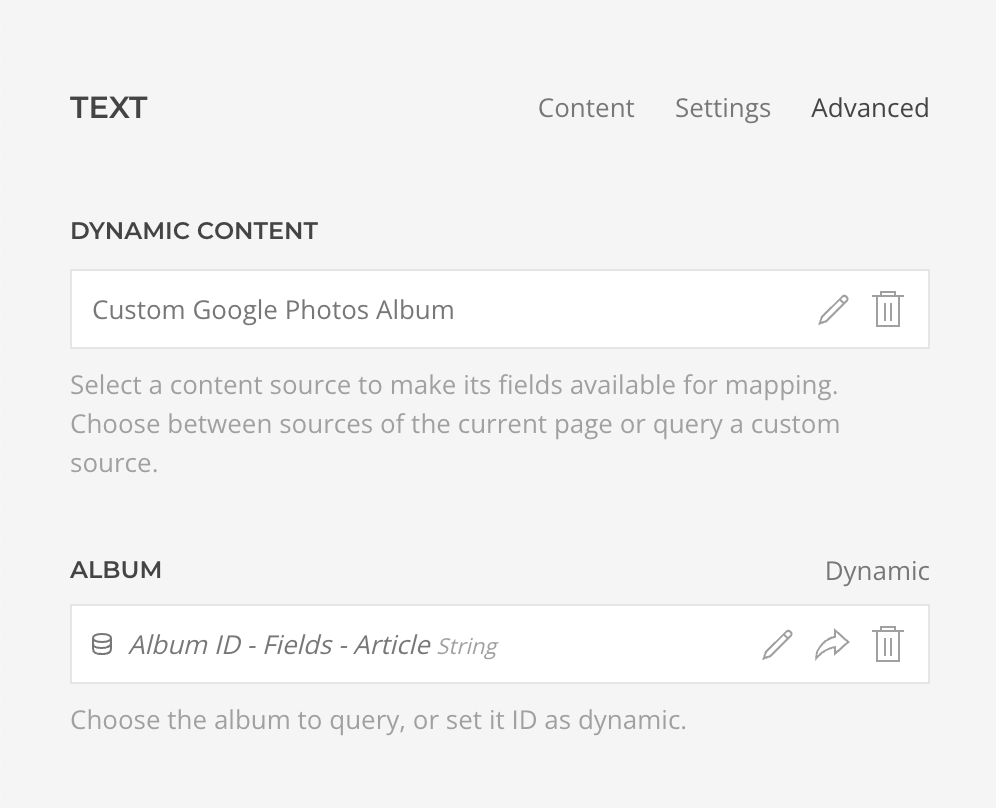 TEXT
Content Settings Advanced
DYNAMIC CONTENT
Custom Google Photos Album
Select a content source to make its fields available for mapping.
Choose between sources of the current page or query a custom
source.
ALBUM
Dynamic
Album ID - Fields - Article String
Choose the album to query, or set it ID as dynamic.